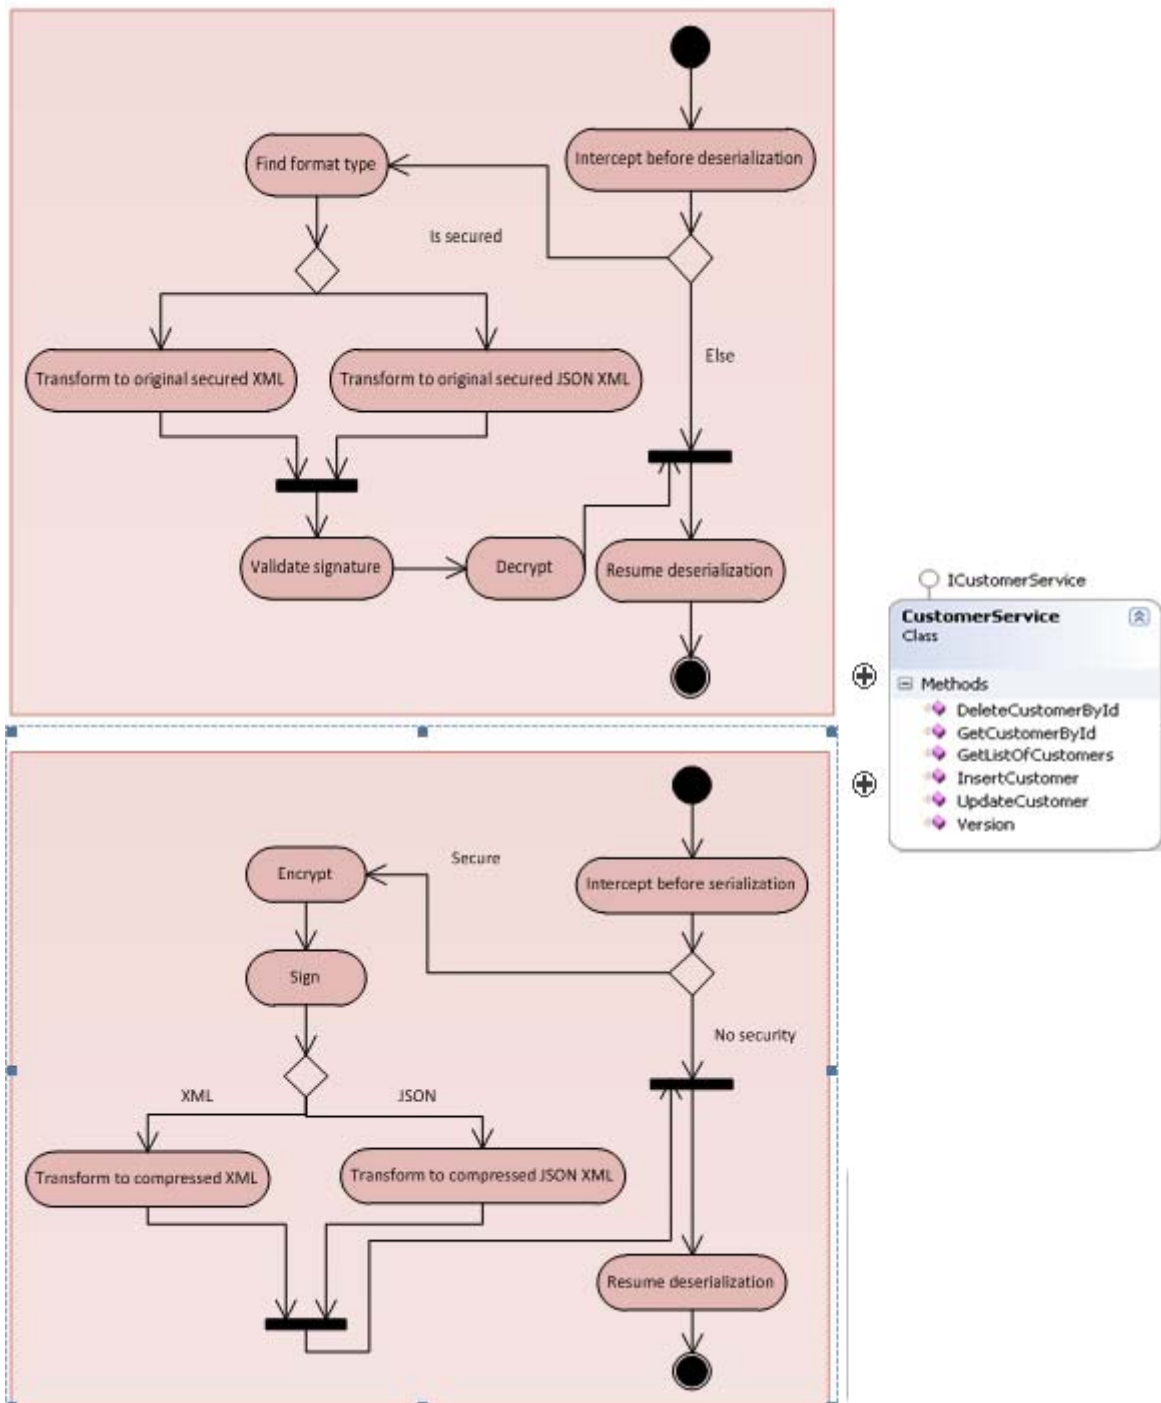 Intercept before deserialization
Find format type
Is secured
Else
Transform to original secured XML
Transform to original secured JSON XML
Validate signature
Decrypt
Resume deserialization
ICustomerService
CustomerService
Class
Methods
DeleteCustomerById
GetCustomerById
GetListOfCustomers
InsertCustomer
UpdateCustomer
Version
Secure
Encrypt
Intercept before serialization
Sign
No security
XML
JSON
Transform to compressed XML
Transform to compressed JSON XML
Resume deserialization